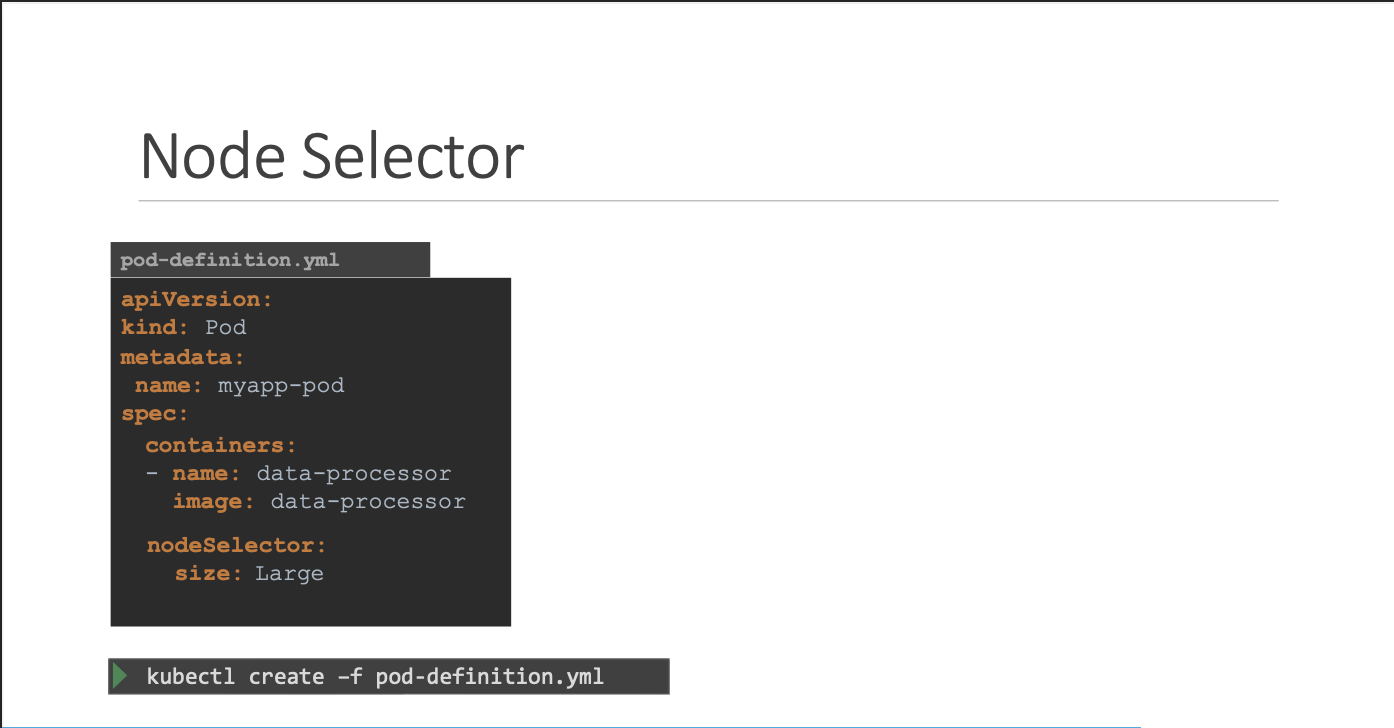 Node Selector
pod-definition.yml
apiVersion:
kind: Pod
metadata:
name: myapp-pod
spec:
containers:
- name: data-processor
image: data-processor
nodeSelector:
size: Large
kubectl create –f pod-definition.yml